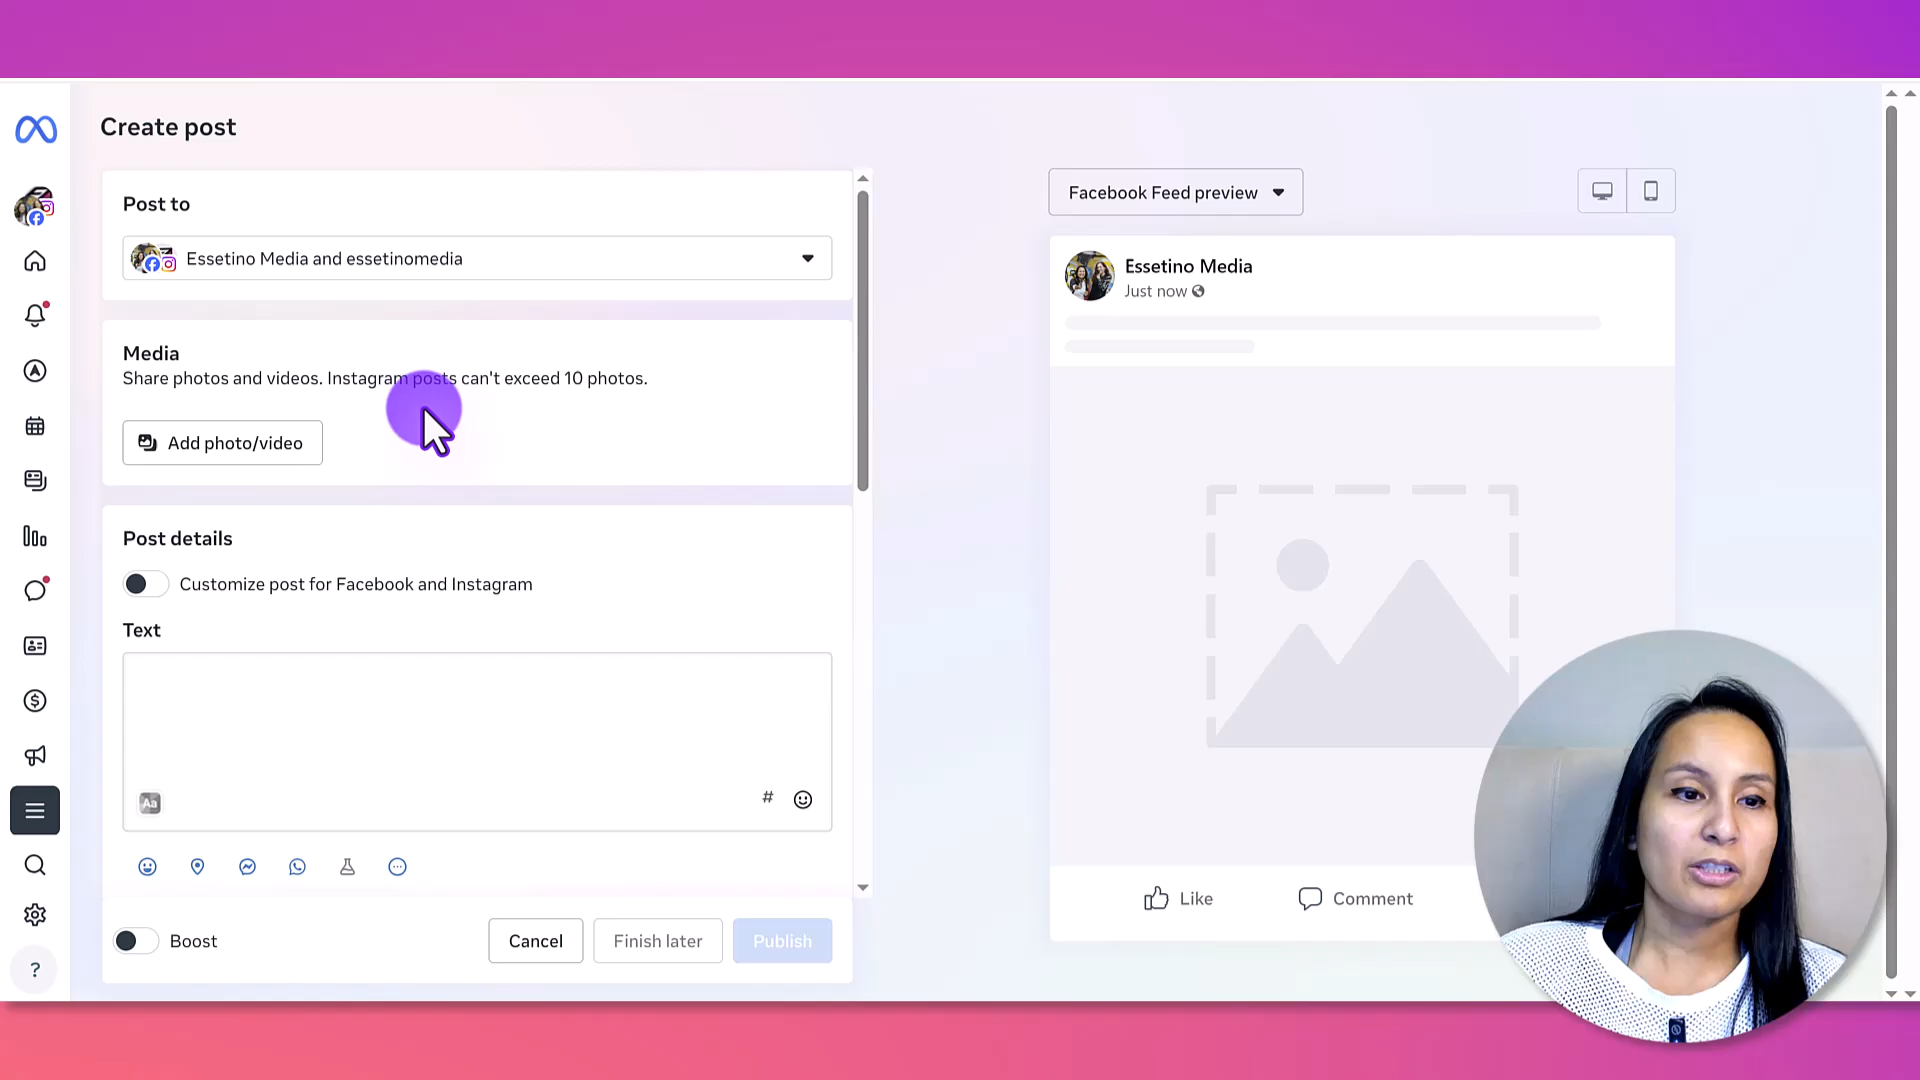 Create post
Post to
Essetino Media and essetinomedia
Media
Share photos and videos. Instagram posts can't exceed 10 photos.
Add photo/video
Post details
Customize post for Facebook and Instagram
Text
Aa
#
Boost
Cancel
Finish later
Publish
?
Facebook Feed preview
Essetino Media
Just now
Like
Comment